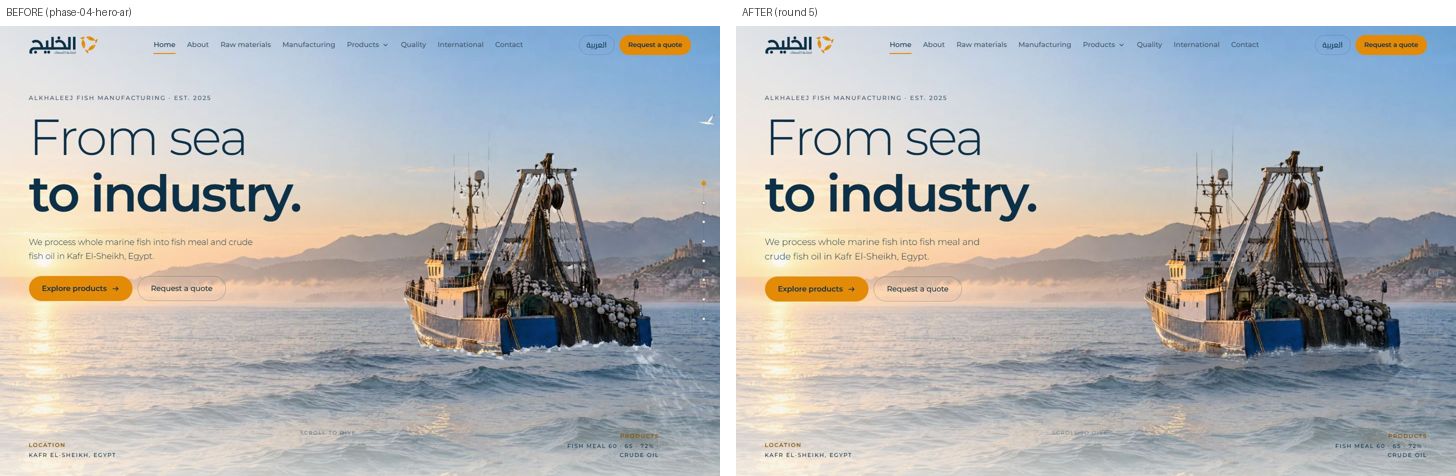 BEFORE (phase-04-hero-ar)
الخليج
Home About Raw materials Manufacturing Products Quality International Contact
العربية
Request a quote
ALKHALEEJ FISH MANUFACTURING · EST. 2025
From sea
to industry.
We process whole marine fish into fish meal and crude
fish oil in Kafr El-Sheikh, Egypt.
Explore products →
Request a quote
SCROLL TO DIVE
LOCATION
KAFR EL-SHEIKH, EGYPT
PRODUCTS
FISH MEAL 60 · 65 · 72%
CRUDE OIL
AFTER (round 5)
الخليج
Home About Raw materials Manufacturing Products Quality International Contact
العربية
Request a quote
ALKHALEEJ FISH MANUFACTURING · EST. 2025
From sea
to industry.
We process whole marine fish into fish meal and
crude fish oil in Kafr El-Sheikh, Egypt.
Explore products →
Request a quote
SCROLL TO DIVE
LOCATION
KAFR EL-SHEIKH, EGYPT
PRODUCTS
FISH MEAL 60 · 65 · 72%
CRUDE OIL